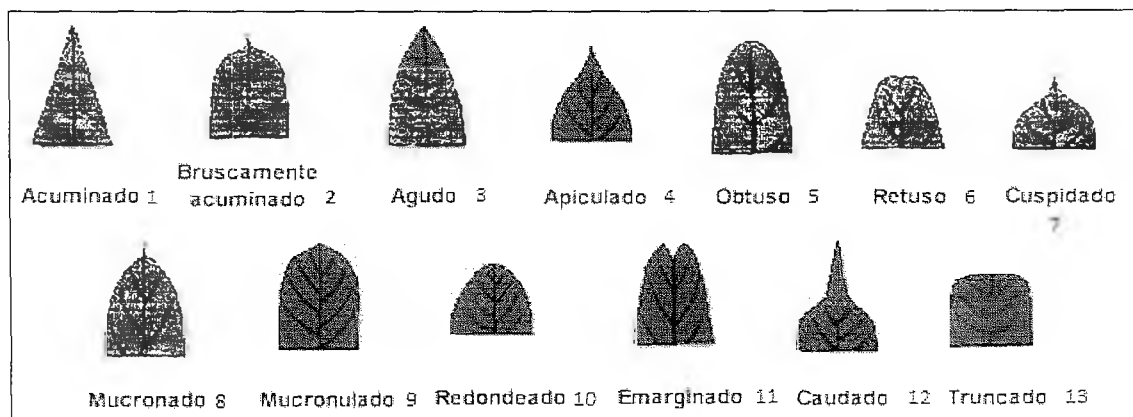 Bruscamente
Acuminado 1 acuminado 2 Agudo 3 Apiculado 4 Obtuso 5 Retuso 6 Cuspidado
7
Mucronado 8 Mucronulado 9 Redondeado 10 Emarginado 11 Caudado 12 Truncado 13